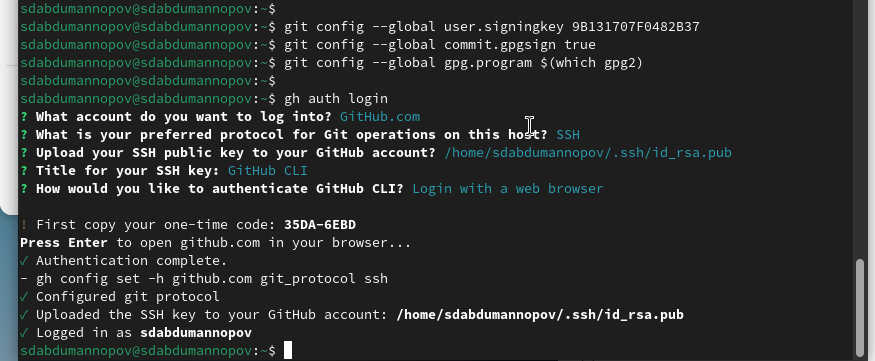 sdabdumannopov@sdabdumannopov:~$
sdabdumannopov@sdabdumannopov:~$ git config --global user.signingkey 9B131707F0482B37
sdabdumannopov@sdabdumannopov:~$ git config --global commit.gpgsign true
sdabdumannopov@sdabdumannopov:~$ git config --global gpg.program $(which gpg2)
sdabdumannopov@sdabdumannopov:~$
sdabdumannopov@sdabdumannopov:~$ gh auth login
? What account do you want to log into? GitHub.com
? What is your preferred protocol for Git operations on this host? SSH
? Upload your SSH public key to your GitHub account? /home/sdabdumannopov/.ssh/id_rsa.pub
? Title for your SSH key: GitHub CLI
? How would you like to authenticate GitHub CLI? Login with a web browser
! First copy your one-time code: 35DA-6EBD
Press Enter to open github.com in your browser...
✓ Authentication complete.
- gh config set -h github.com git_protocol ssh
✓ Configured git protocol
✓ Uploaded the SSH key to your GitHub account: /home/sdabdumannopov/.ssh/id_rsa.pub
✓ Logged in as sdabdumannopov
sdabdumannopov@sdabdumannopov:~$